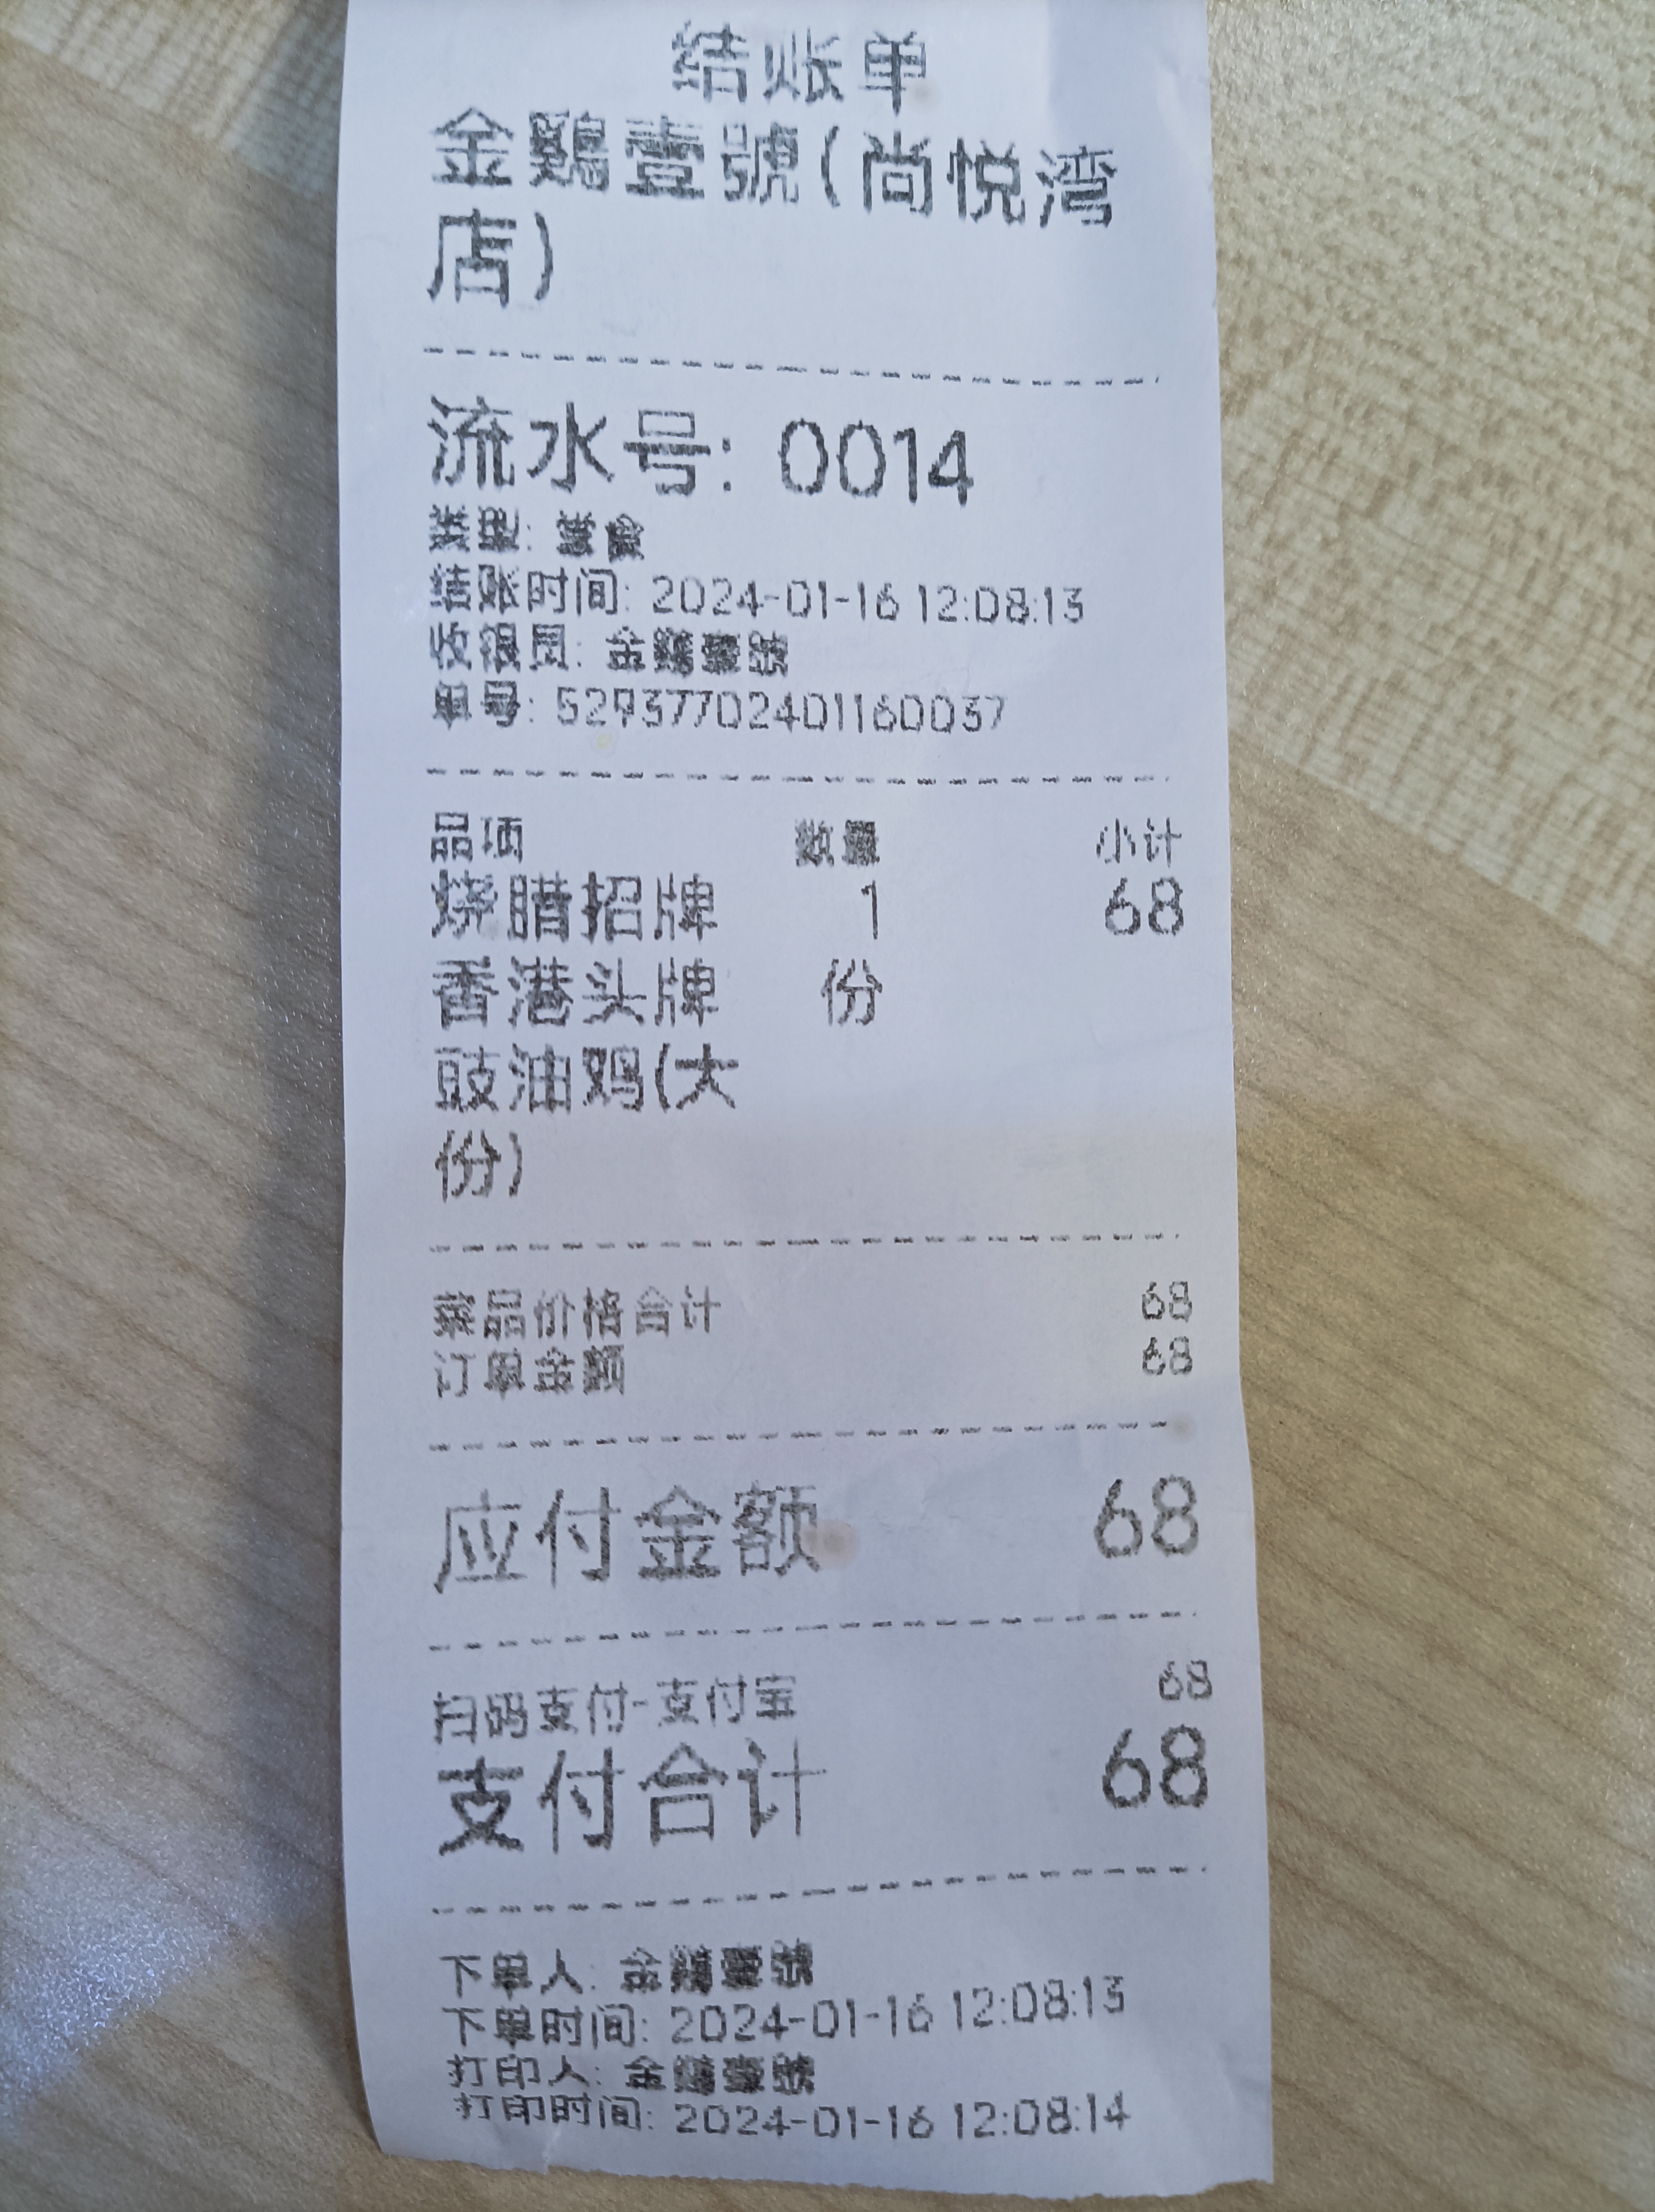 结账单
金鷄壹號(尚悦湾
店)
流水号: 0014
类型: 堂食
结账时间: 2024-01-16 12:08:13
收银员: 金鷄壹號
单号: 529377702401160037
品项 数量 小计
烧腊招牌 1 68
香港头牌 份
豉油鸡(大
份)
菜品价格合计 68
订单金额 68
应付金额 68
扫码支付-支付宝 68
支付合计 68
下单人: 金鷄壹號
下单时间: 2024-01-16 12:08:13
打印人: 金鷄壹號
打印时间: 2024-01-16 12:08:14